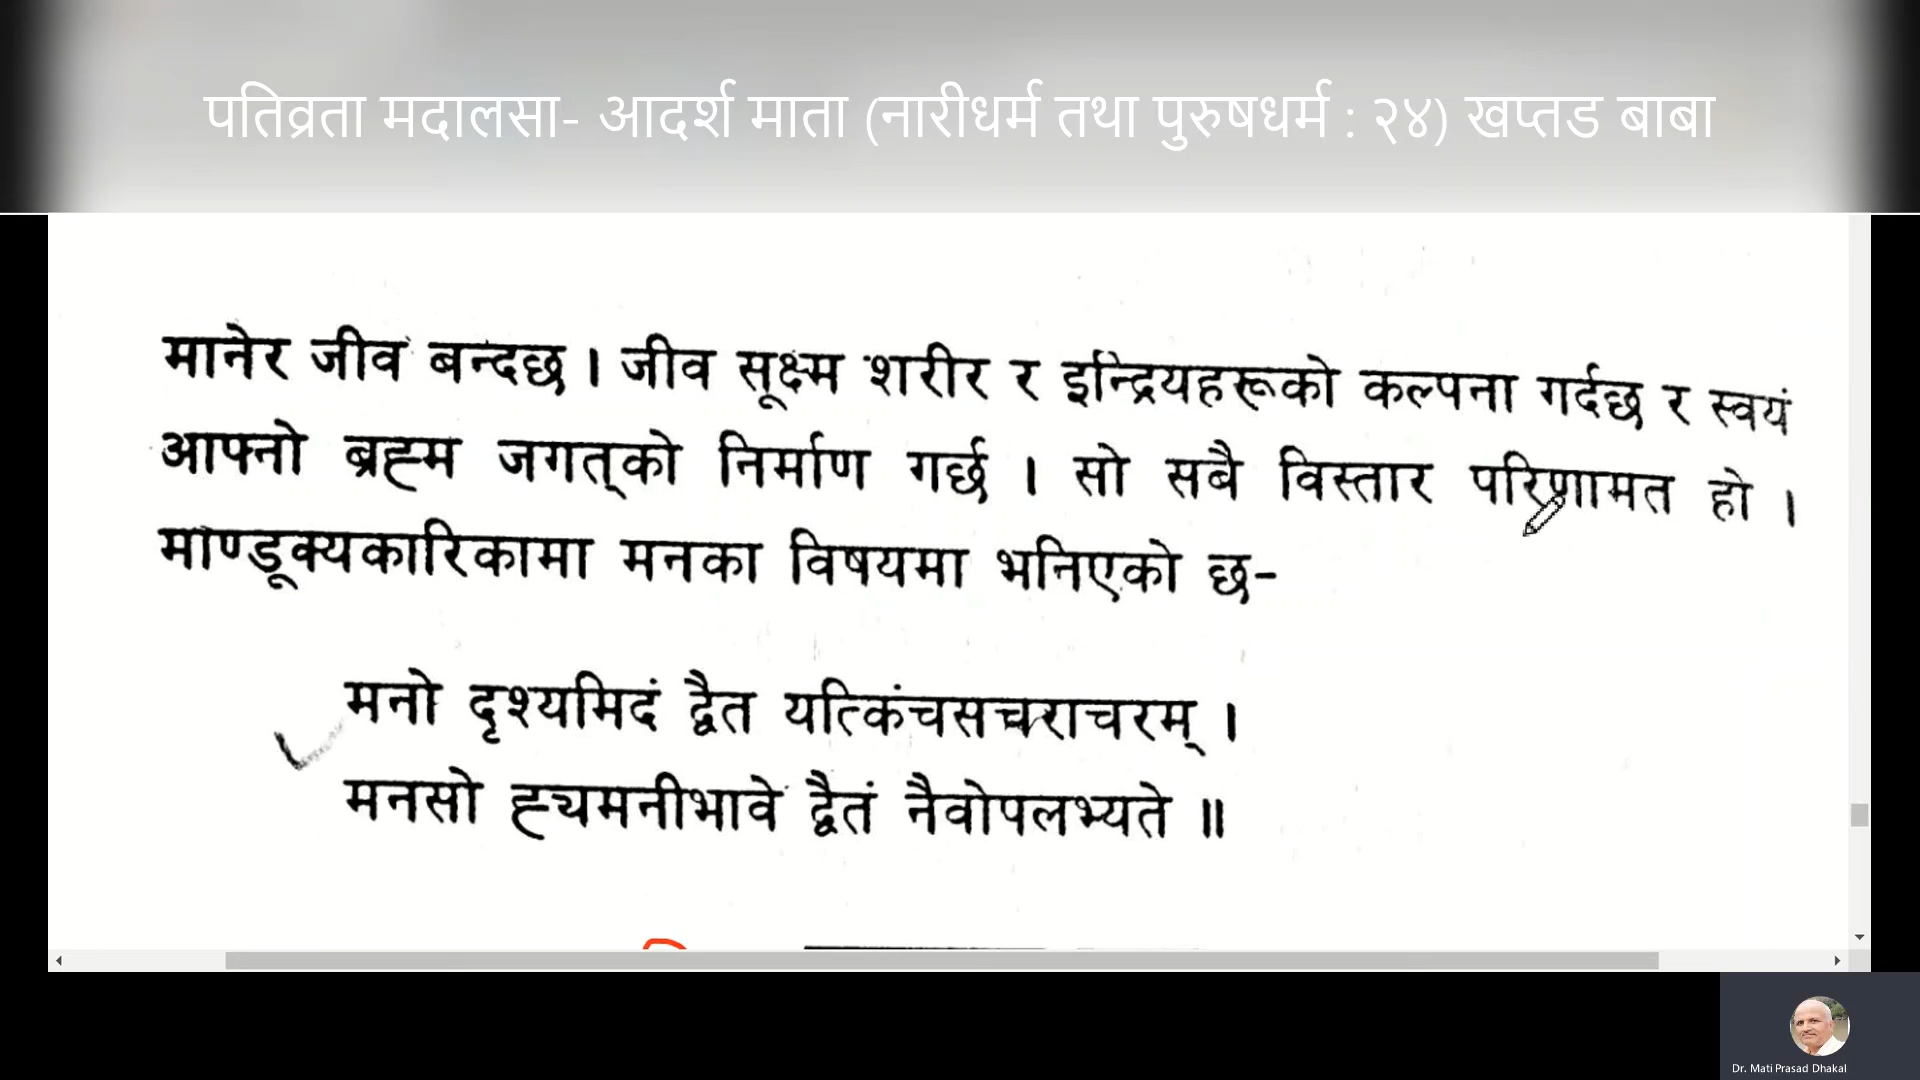 पतिव्रता मदालसा- आदर्श माता (नारीधर्म तथा पुरुषधर्म : २४) खप्तड बाबा
मानेर जीव बन्दछ । जीव सूक्ष्म शरीर र इन्द्रियहरूको कल्पना गर्दछ र स्वयं
आफ्नो ब्रह्म जगत्को निर्माण गर्छ । सो सबै विस्तार परिणामत हो ।
माण्डूक्यकारिकामा मनका विषयमा भनिएको छ-
मनो दृश्यमिदं द्वैत यत्किंचसचराचरम् ।
मनसो ह्यमनीभावे द्वैतं नैवोपलभ्यते ॥
Dr. Mati Prasad Dhakal